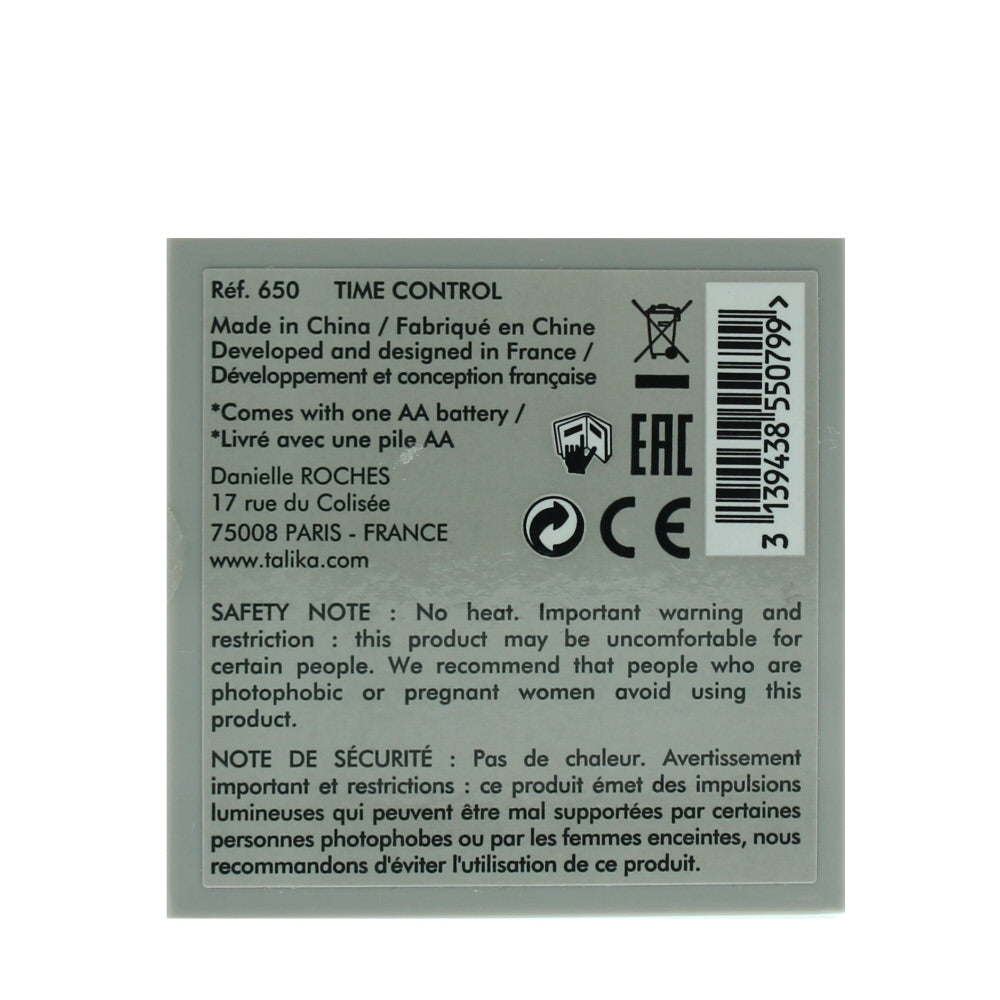 Réf. 650 TIME CONTROL
Made in China / Fabriqué en Chine
Developed and designed in France /
Développement et conception française
*Comes with one AA battery /
*Livré avec une pile AA
Danielle ROCHES
17 rue du Colisée
75008 PARIS - FRANCE
www.talika.com
EAC
CE
3 139438 550799 >
SAFETY NOTE : No heat. Important warning and
restriction : this product may be uncomfortable for
certain people. We recommend that people who are
photophobic or pregnant women avoid using this
product.
NOTE DE SÉCURITÉ : Pas de chaleur. Avertissement
important et restrictions : ce produit émet des impulsions
lumineuses qui peuvent être mal supportées par certaines
personnes photophobes ou par les femmes enceintes, nous
recommandons d'éviter l'utilisation de ce produit.